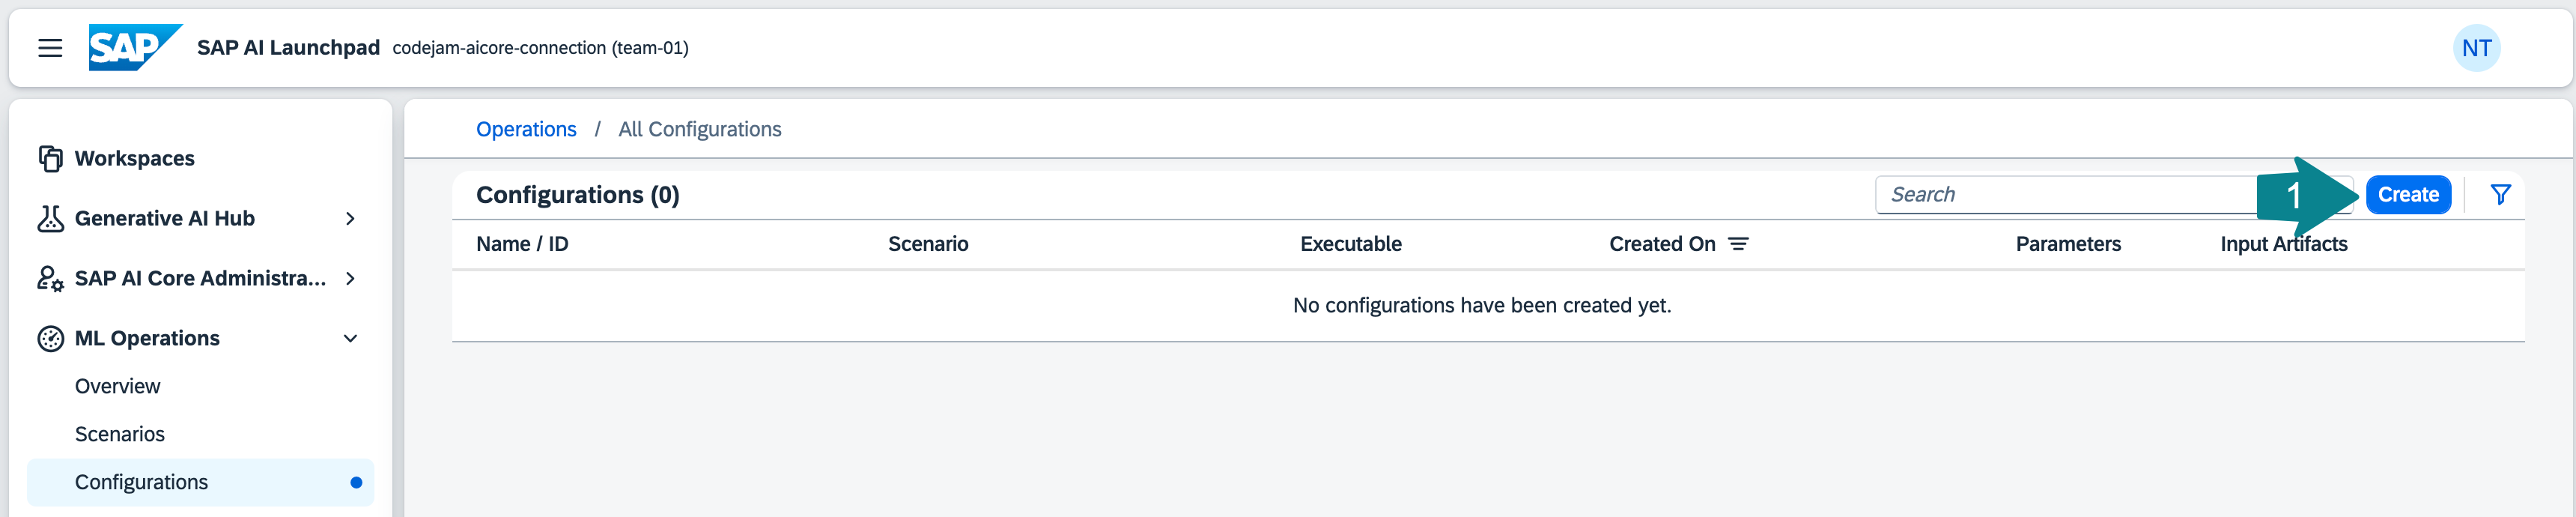 SAP SAP AI Launchpad codejam-aicore-connection (team-01) NT
Workspaces
Generative AI Hub
SAP AI Core Administra...
ML Operations
Overview
Scenarios
Configurations
Operations / All Configurations
Configurations (0) Search 1 Create
Name / ID Scenario Executable Created On Parameters Input Artifacts
No configurations have been created yet.